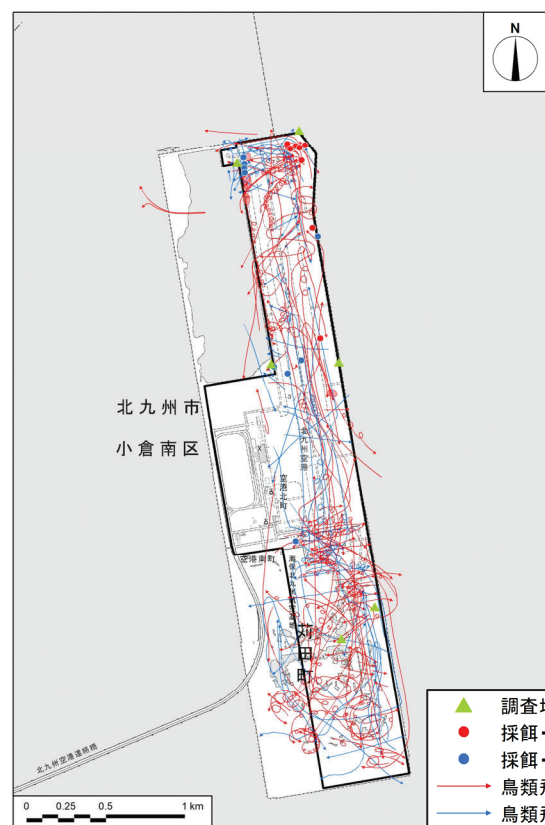 N
北九州市
小倉南区
北九州空港
空港北町
空港南町
苅田町
北九州空港連絡橋
0 0.25 0.5 1 km
調査地
採餌・
採餌・
鳥類飛
鳥類飛